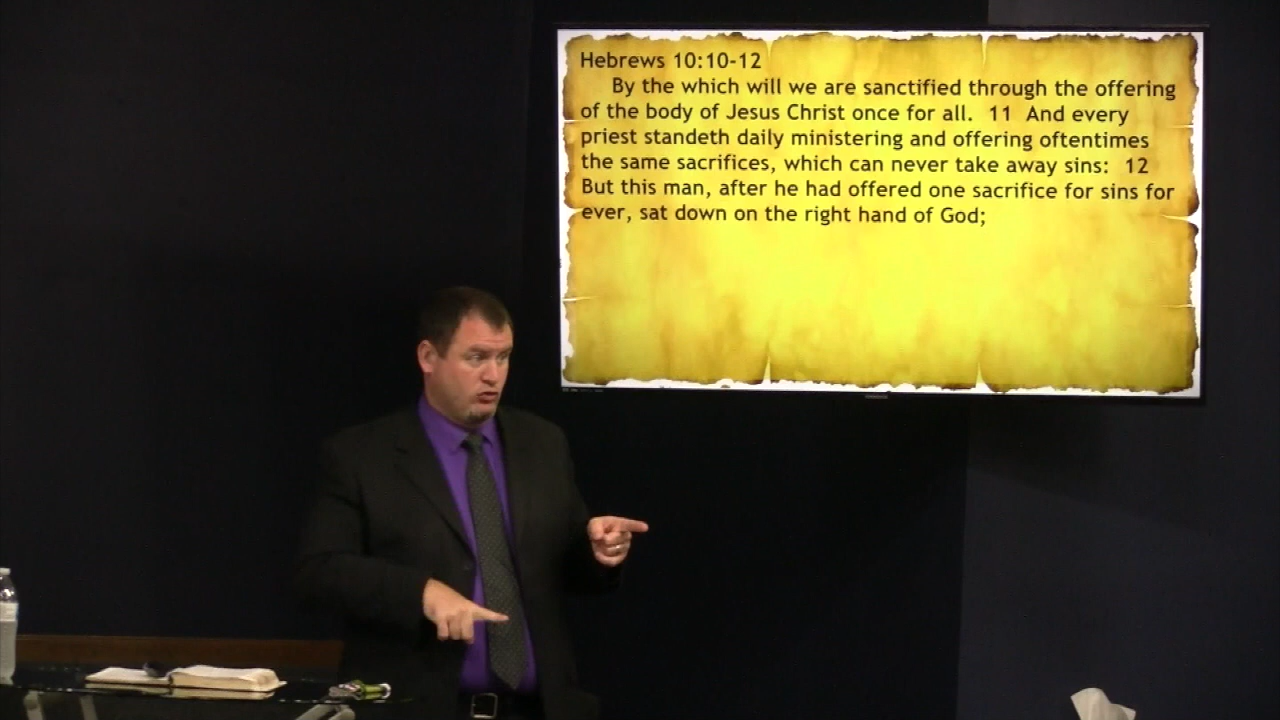 Hebrews 10:10-12
By the which will we are sanctified through the offering
of the body of Jesus Christ once for all.  11  And every
priest standeth daily ministering and offering oftentimes
the same sacrifices, which can never take away sins:  12
But this man, after he had offered one sacrifice for sins for
ever, sat down on the right hand of God;